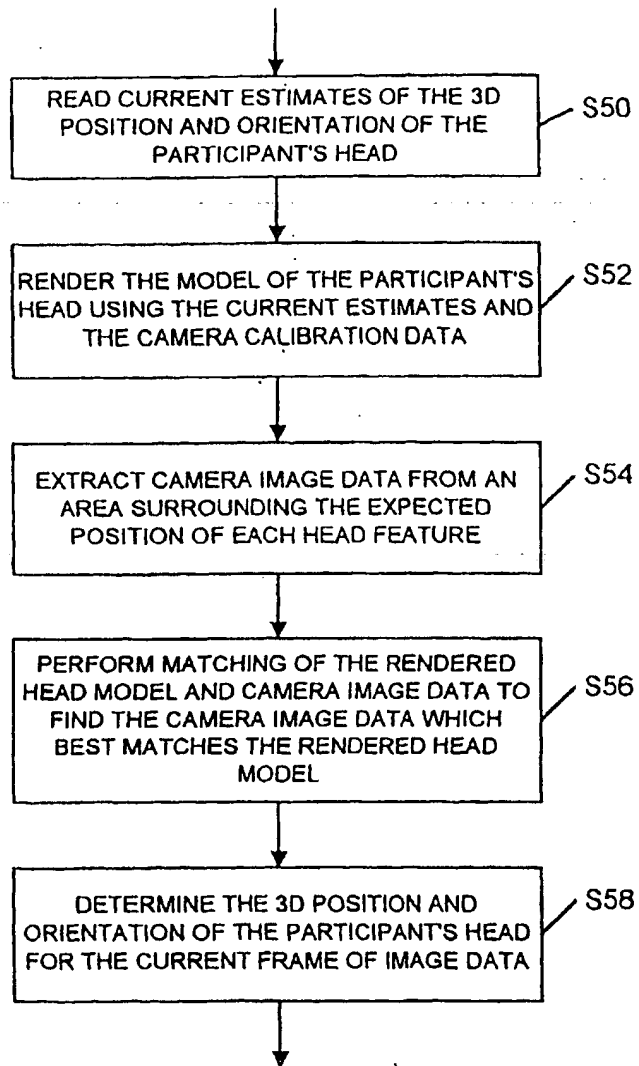 READ CURRENT ESTIMATES OF THE 3D
POSITION AND ORIENTATION OF THE
PARTICIPANT'S HEAD
S50
RENDER THE MODEL OF THE PARTICIPANT'S
HEAD USING THE CURRENT ESTIMATES AND
THE CAMERA CALIBRATION DATA
S52
EXTRACT CAMERA IMAGE DATA FROM AN
AREA SURROUNDING THE EXPECTED
POSITION OF EACH HEAD FEATURE
S54
PERFORM MATCHING OF THE RENDERED
HEAD MODEL AND CAMERA IMAGE DATA TO
FIND THE CAMERA IMAGE DATA WHICH
BEST MATCHES THE RENDERED HEAD
MODEL
S56
DETERMINE THE 3D POSITION AND
ORIENTATION OF THE PARTICIPANT'S HEAD
FOR THE CURRENT FRAME OF IMAGE DATA
S58